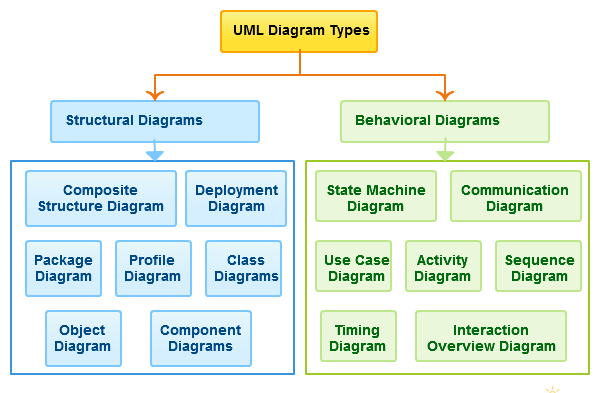 UML Diagram Types
Structural Diagrams
Behavioral Diagrams
Composite
Structure Diagram
Deployment
Diagram
Package
Diagram
Profile
Diagram
Class
Diagrams
Object
Diagram
Component
Diagrams
State Machine
Diagram
Communication
Diagram
Use Case
Diagram
Activity
Diagram
Sequence
Diagram
Timing
Diagram
Interaction
Overview Diagram